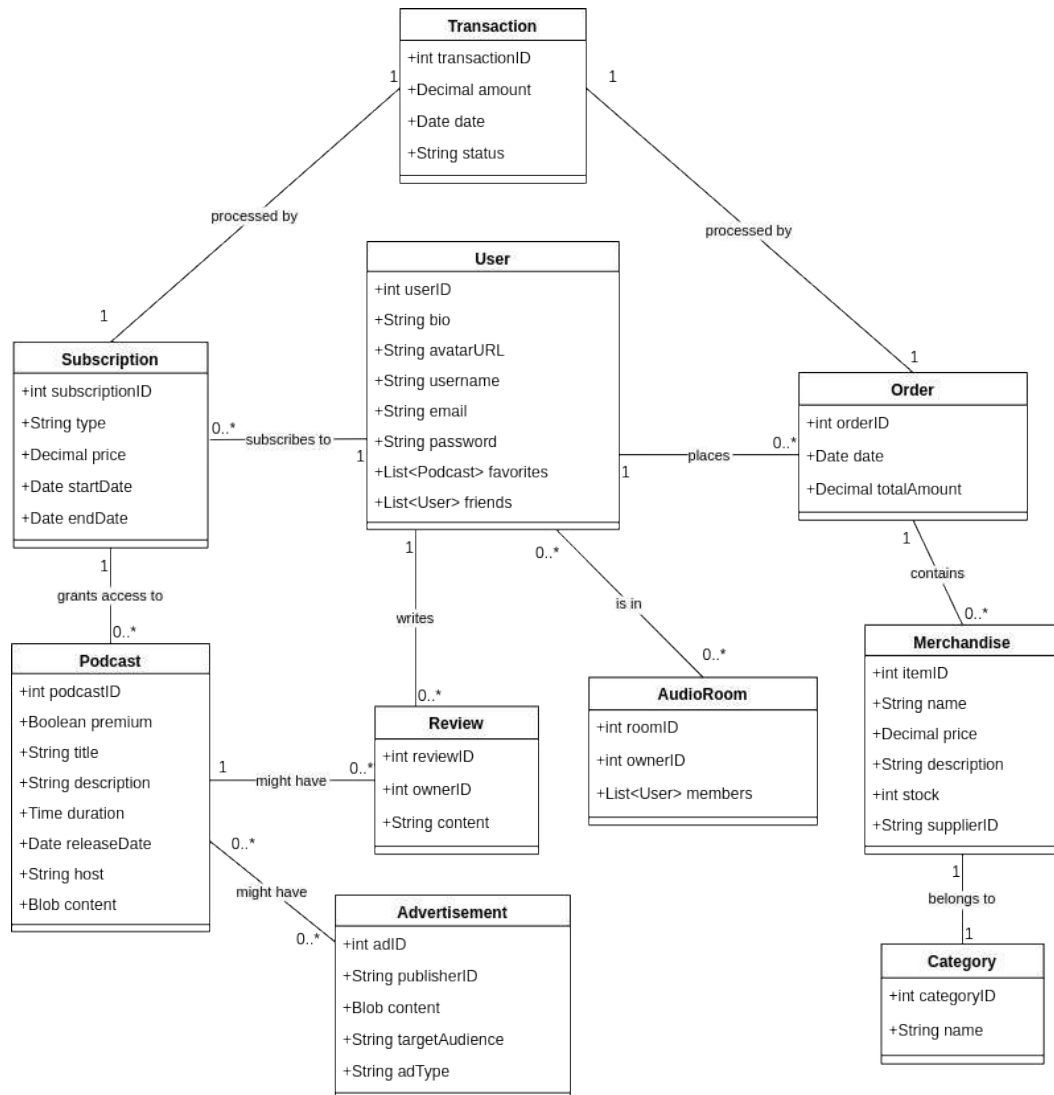 Transaction
+int transactionID
+Decimal amount
+Date date
+String status
1
1
processed by
processed by
1
1
User
+int userID
+String bio
+String avatarURL
+String username
+String email
+String password
+List<Podcast> favorites
+List<User> friends
Subscription
+int subscriptionID
+String type
+Decimal price
+Date startDate
+Date endDate
0..*
subscribes to
1
1
places
0..*
Order
+int orderID
+Date date
+Decimal totalAmount
1
grants access to
0..*
1
writes
0..*
0..*
is in
0..*
1
contains
0..*
Podcast
+int podcastID
+Boolean premium
+String title
+String description
+Time duration
+Date releaseDate
+String host
+Blob content
1
might have
0..*
Review
+int reviewID
+int ownerID
+String content
AudioRoom
+int roomID
+int ownerID
+List<User> members
Merchandise
+int itemID
+String name
+Decimal price
+String description
+int stock
+String supplierID
0..*
might have
0..*
Advertisement
+int adID
+String publisherID
+Blob content
+String targetAudience
+String adType
1
belongs to
1
Category
+int categoryID
+String name